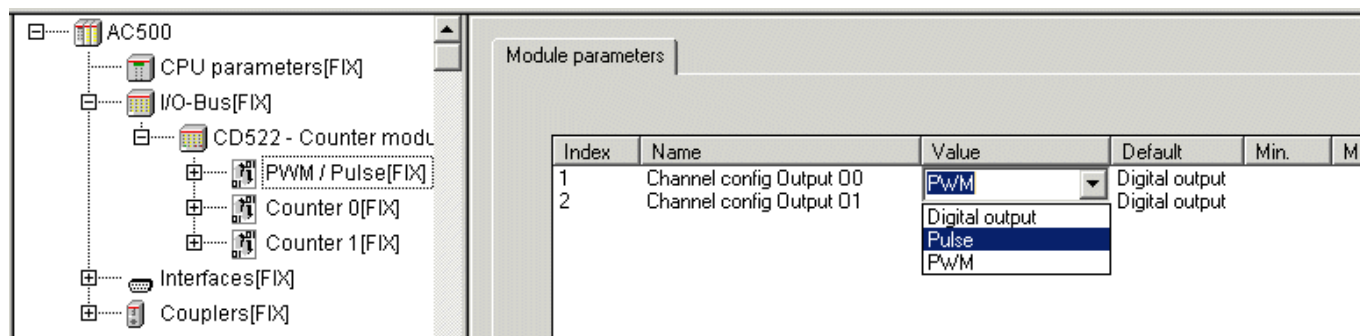 AC500
CPU parameters[FIX]
I/O-Bus[FIX]
CD522 - Counter modu
PWM / Pulse[FIX]
Counter 0[FIX]
Counter 1[FIX]
Interfaces[FIX]
Couplers[FIX]
Module parameters
Index Name Value Default Min. M
1 Channel config Output O0 PWM Digital output
2 Channel config Output O1 Digital output
Digital output
Pulse
PWM